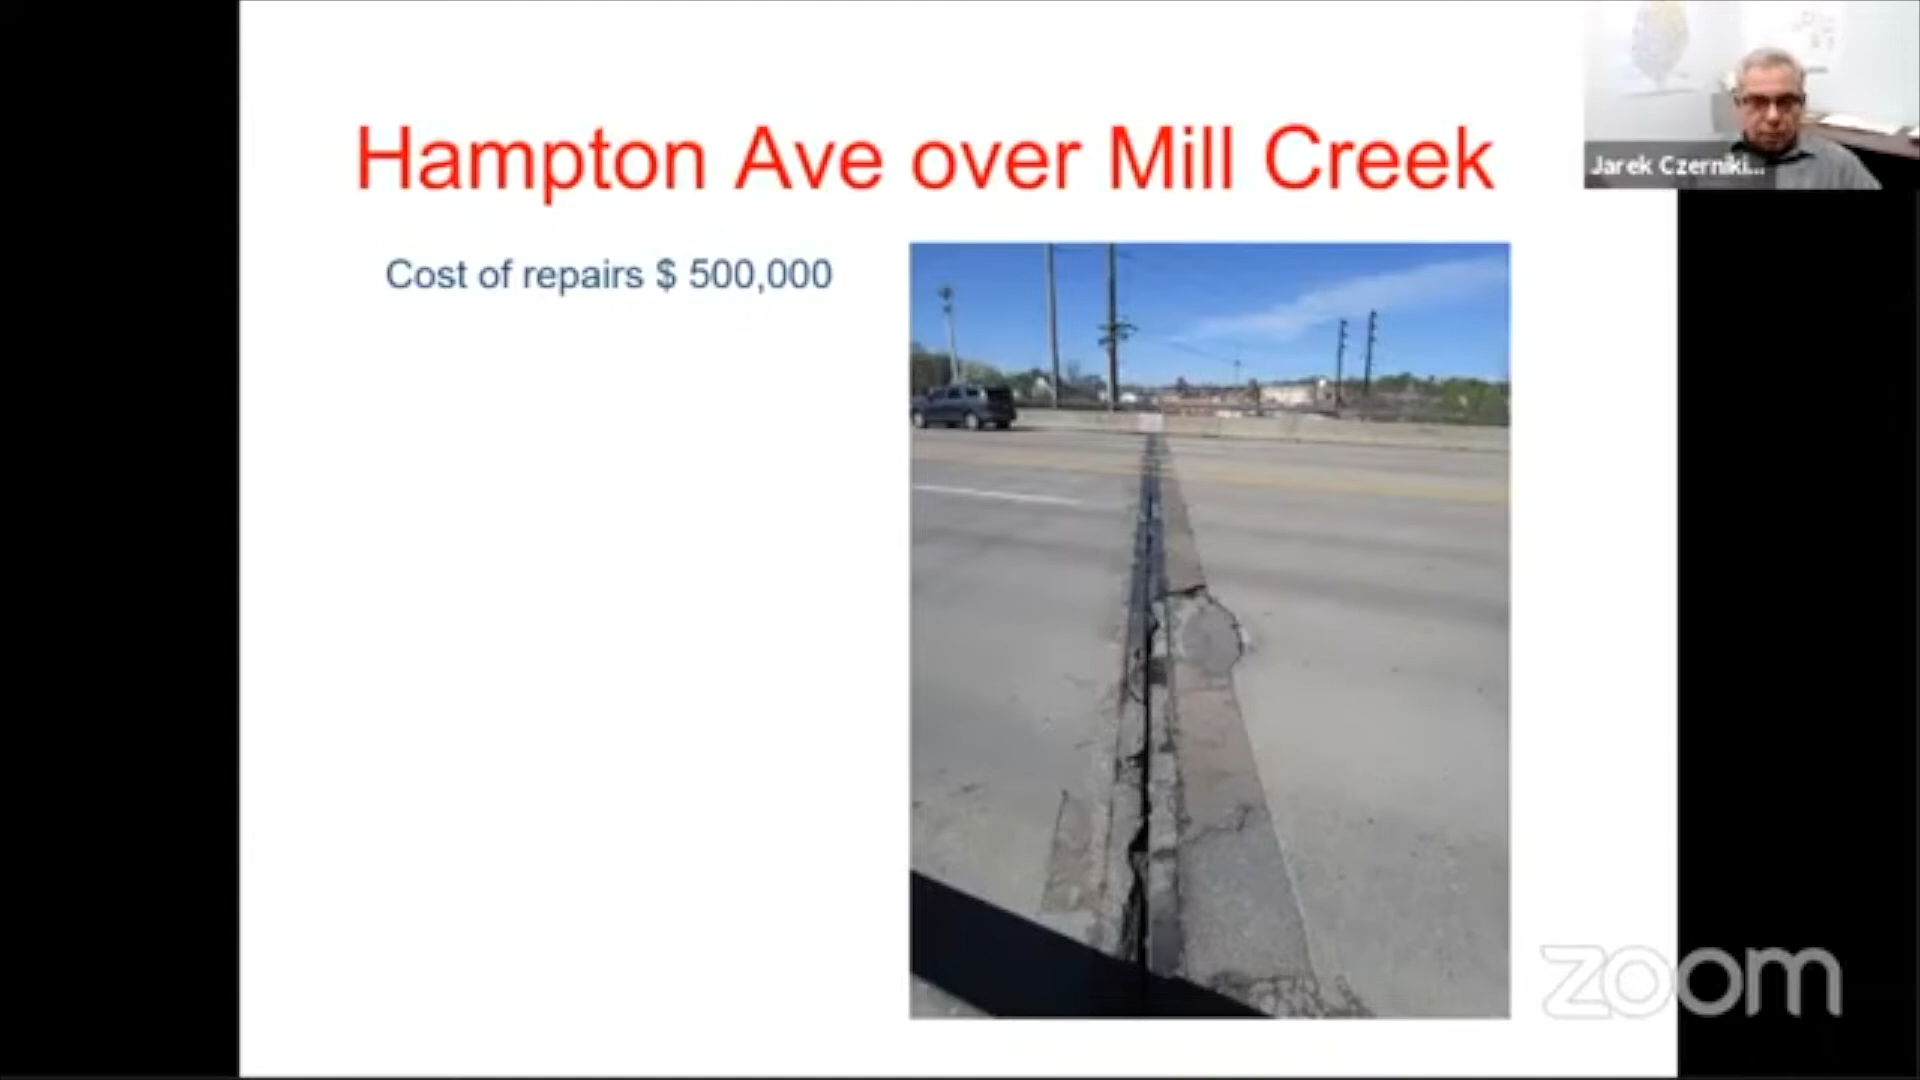 Hampton Ave over Mill Creek
Jarek Czerniki...
Cost of repairs $ 500,000
zoom